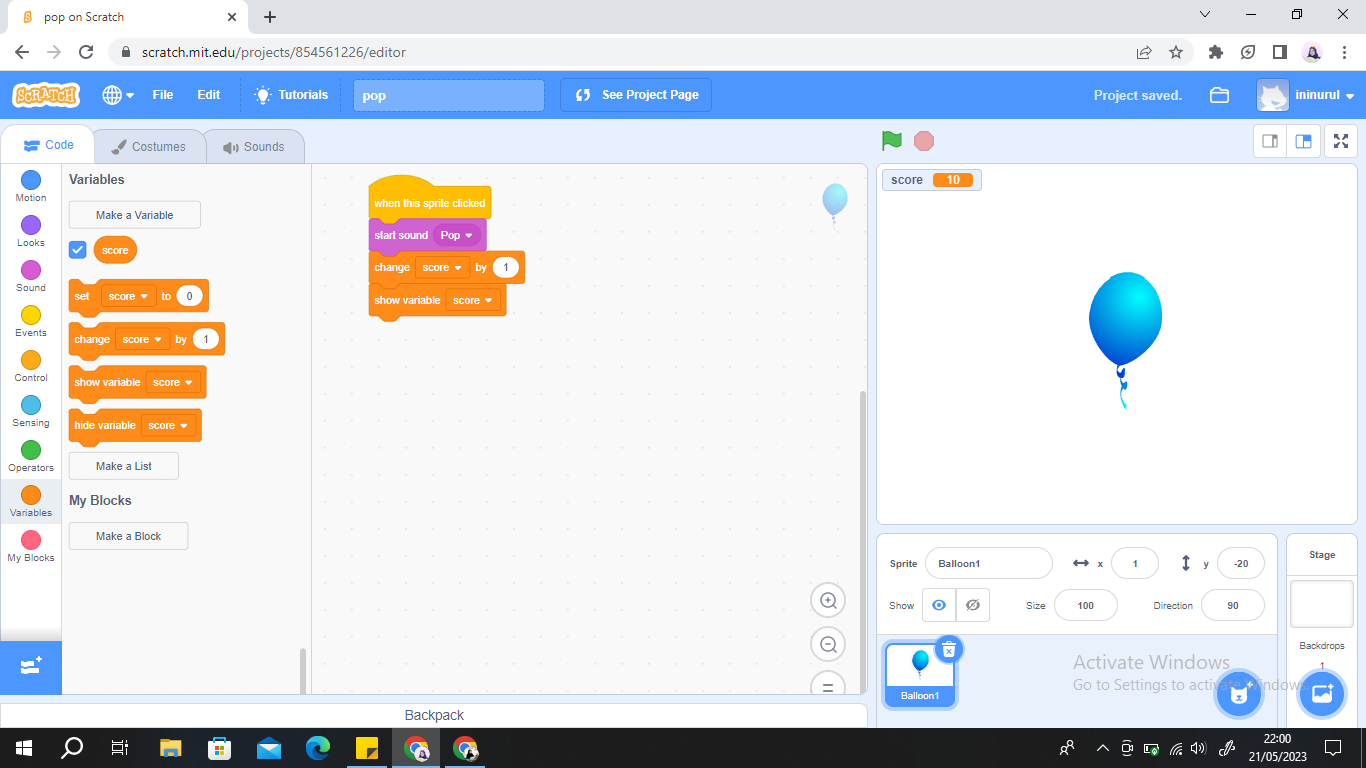 pop on Scratch
scratch.mit.edu/projects/854561226/editor
SCRATCH
File Edit Tutorials pop See Project Page Project saved. ininurul
Code Costumes Sounds
Motion
Looks
Sound
Events
Control
Sensing
Operators
Variables
My Blocks
Variables
Make a Variable
score
set score to 0
change score by 1
show variable score
hide variable score
Make a List
My Blocks
Make a Block
when this sprite clicked
start sound Pop
change score by 1
show variable score
Backpack
score 10
Sprite Balloon1 x 1 y -20
Show Size 100 Direction 90
Balloon1
Stage
Backdrops
1
Activate Windows
Go to Settings to activate Windows.
22:00
21/05/2023